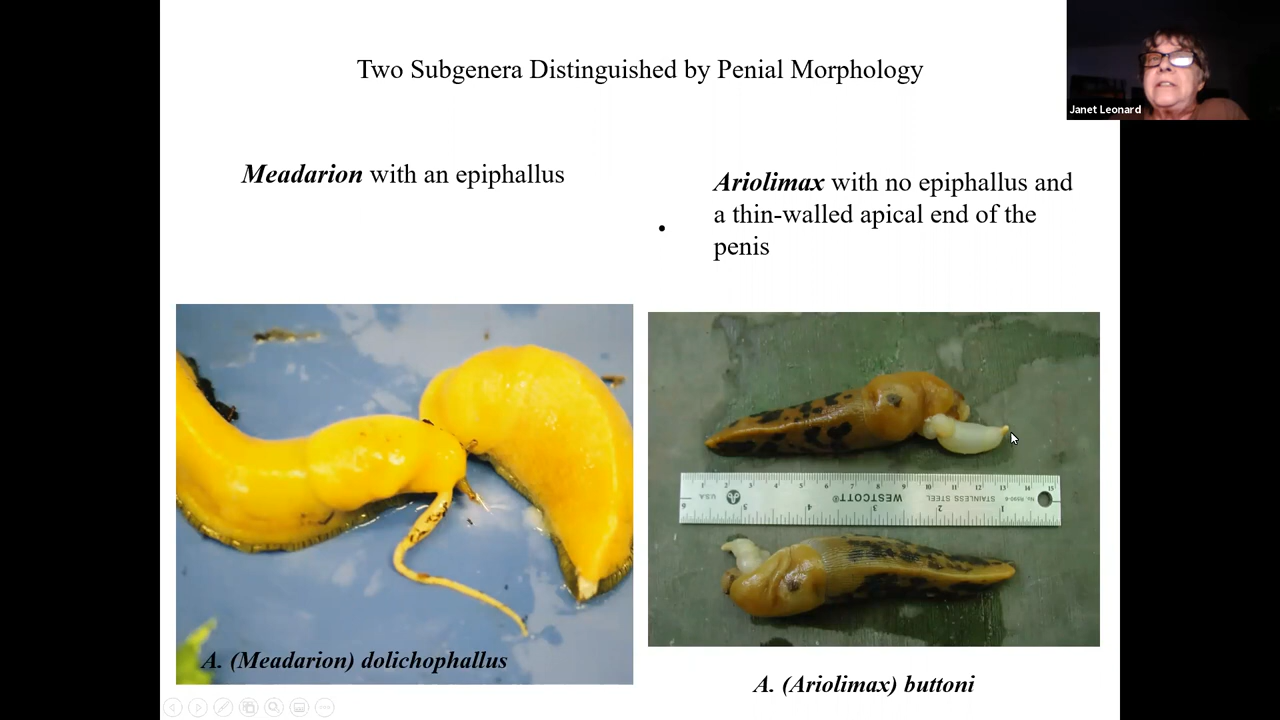 Two Subgenera Distinguished by Penial Morphology
Janet Leonard
Meadarion with an epiphallus
• Ariolimax with no epiphallus and
a thin-walled apical end of the
penis
WESTCOTT®
STAINLESS STEEL
U.S.A.
A. (Meadarion) dolichophallus
A. (Ariolimax) buttoni